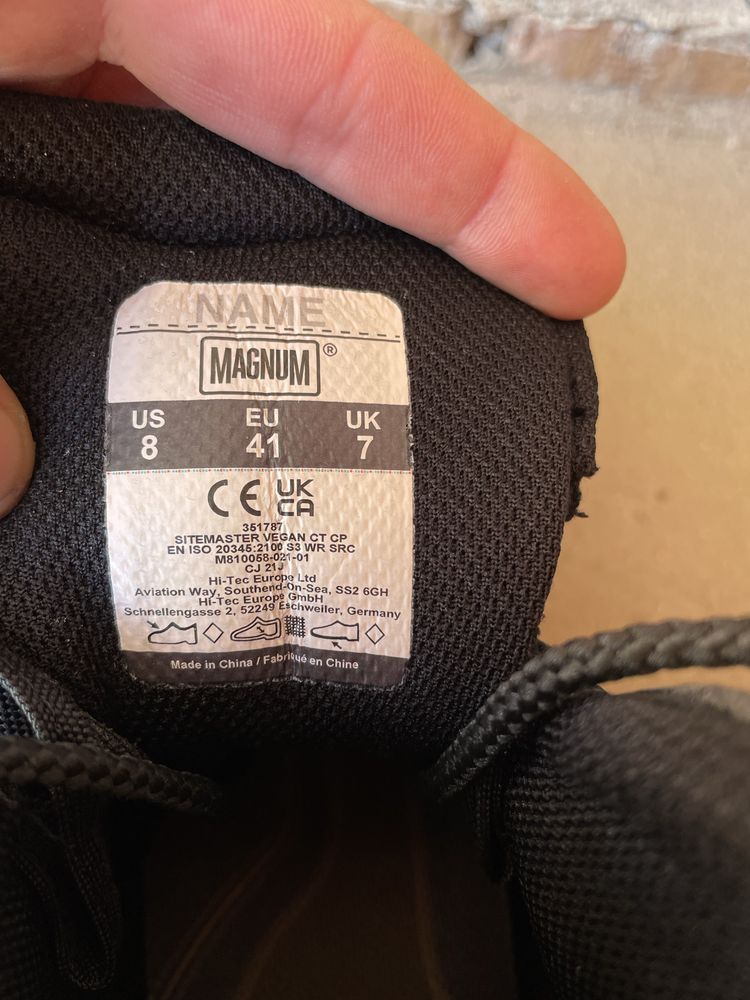 NAME
MAGNUM®
US EU UK
8 41 7
CE UK CA
351787
SITEMASTER VEGAN CT CP
EN ISO 20345:2100 S3 WR SRC
M810058-021-01
CJ 21J
Hi-Tec Europe Ltd
Aviation Way, Southend-On-Sea, SS2 6GH
Hi-Tec Europe GmbH
Schnellengasse 2, 52249 Eschweiler, Germany
Made in China / Fabriqué en Chine